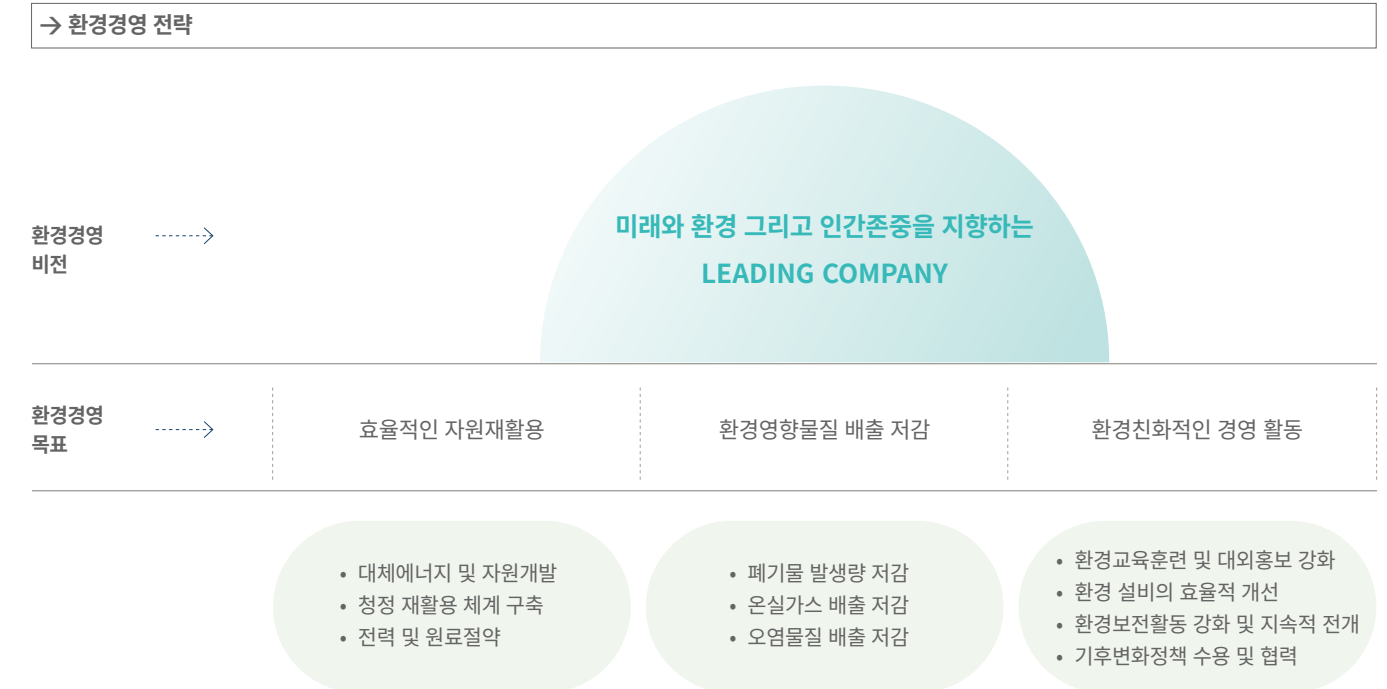 → 환경경영 전략
환경경영
비전
미래와 환경 그리고 인간존중을 지향하는
LEADING COMPANY
환경경영
목표
효율적인 자원재활용
환경영향물질 배출 저감
환경친화적인 경영 활동
• 대체에너지 및 자원개발
• 청정 재활용 체계 구축
• 전력 및 원료절약
• 폐기물 발생량 저감
• 온실가스 배출 저감
• 오염물질 배출 저감
• 환경교육훈련 및 대외홍보 강화
• 환경 설비의 효율적 개선
• 환경보전활동 강화 및 지속적 전개
• 기후변화정책 수용 및 협력